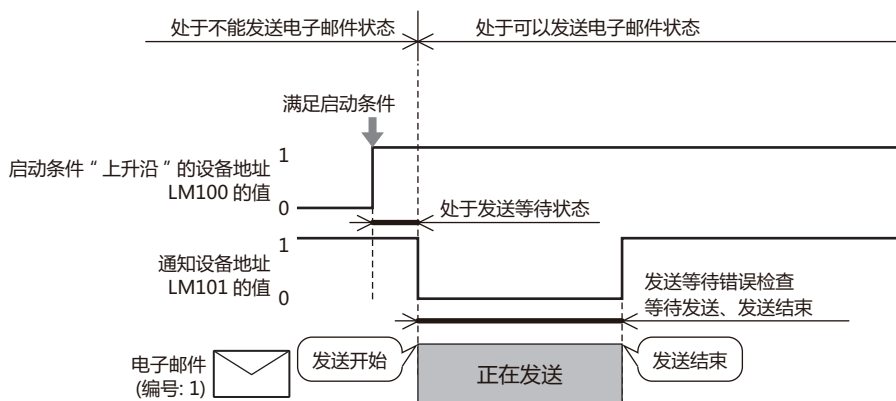 处于不能发送电子邮件状态
处于可以发送电子邮件状态
满足启动条件
启动条件“上升沿”的设备地址
LM100 的值
1
0
处于发送等待状态
通知设备地址
LM101 的值
1
0
发送等待错误检查
等待发送、发送结束
电子邮件
(编号: 1)
发送开始
正在发送
发送结束